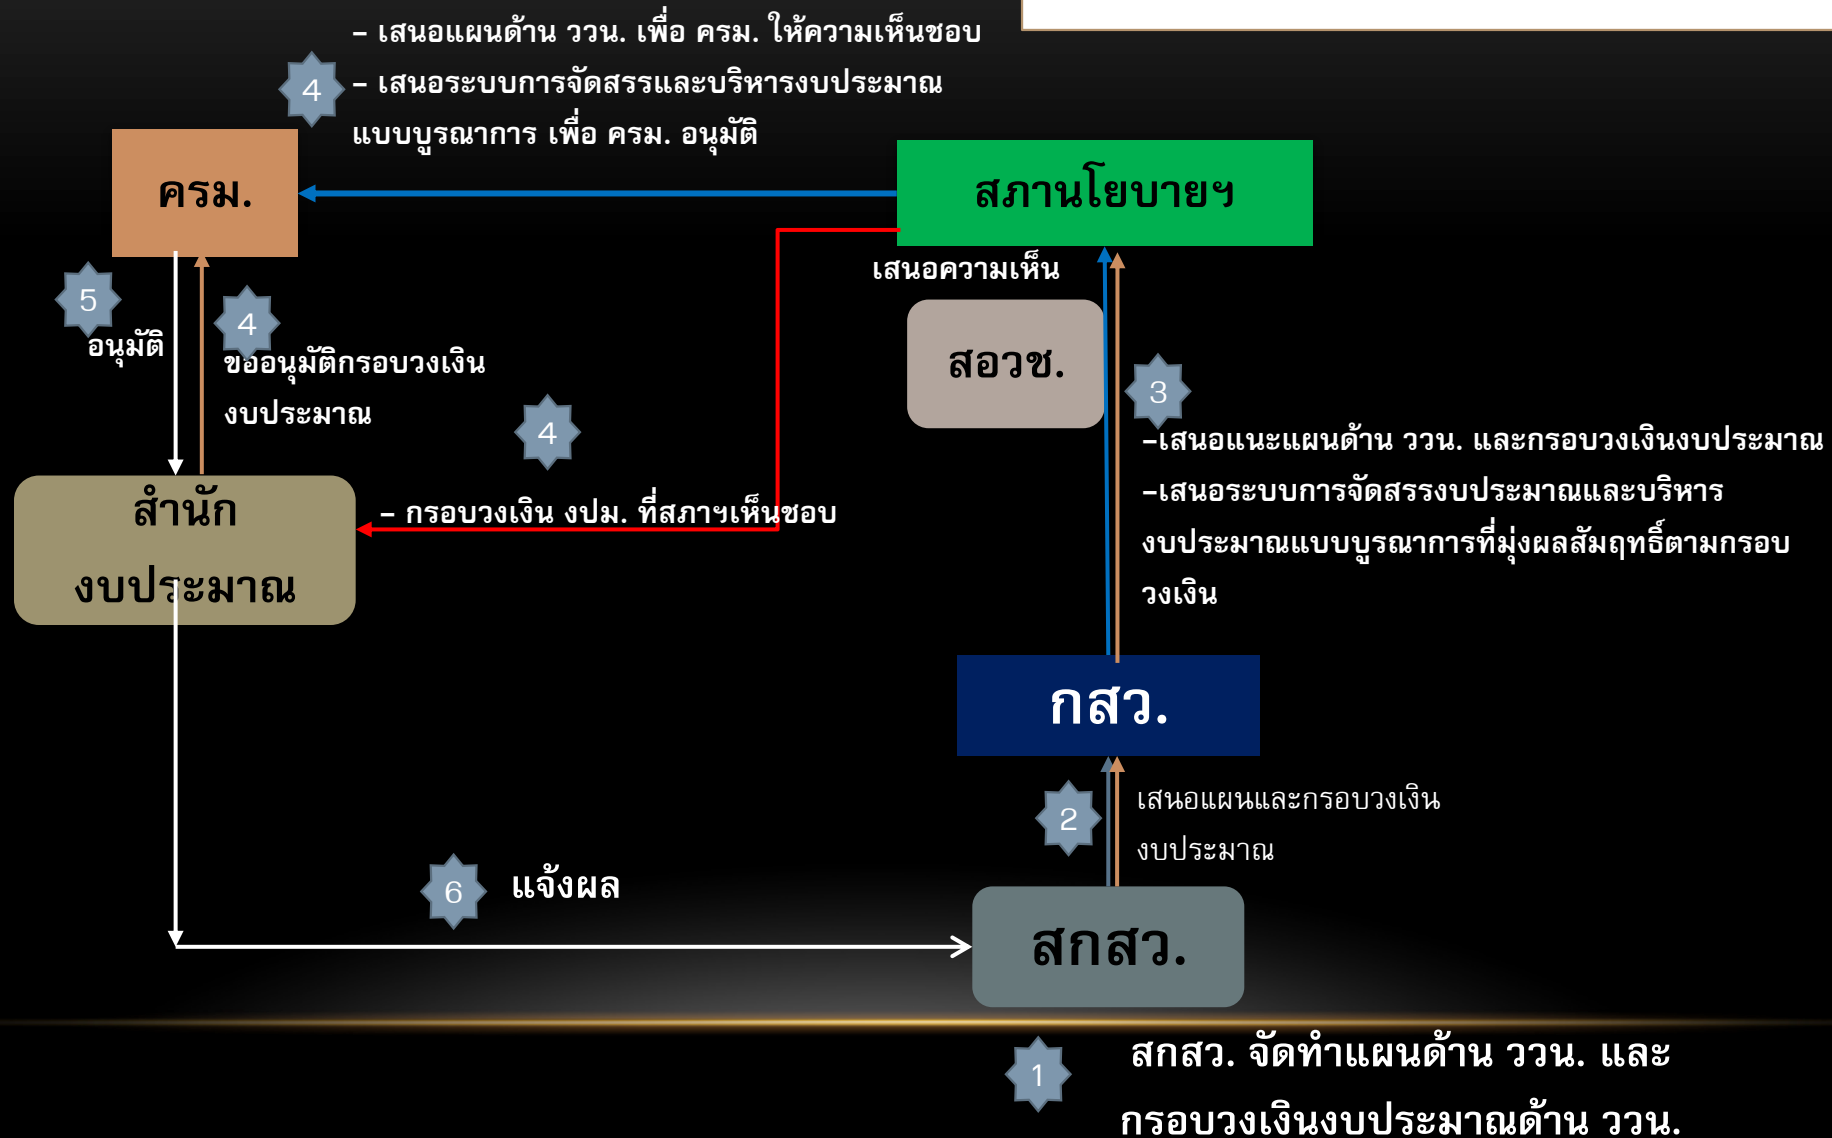 – เสนอแผนด้าน ววน. เพื่อ ครม. ให้ความเห็นชอบ
4
– เสนอระบบการจัดสรรและบริหารงบประมาณ
แบบบูรณาการ เพื่อ ครม. อนุมัติ
ครม.
สภานโยบายฯ
เสนอความเห็น
5
4
อนุมัติ
ขออนุมัติกรอบวงเงิน
งบประมาณ
สอวช.
3
4
–เสนอแนะแผนด้าน ววน. และกรอบวงเงินงบประมาณ
–เสนอระบบการจัดสรรงบประมาณและบริหาร
งบประมาณแบบบูรณาการที่มุ่งผลสัมฤทธิ์ตามกรอบ
วงเงิน
สำนัก
งบประมาณ
– กรอบวงเงิน งปม. ที่สภาฯเห็นชอบ
กสว.
2
เสนอแผนและกรอบวงเงิน
งบประมาณ
6
แจ้งผล
สกสว.
1
สกสว. จัดทำแผนด้าน ววน. และ
กรอบวงเงินงบประมาณด้าน ววน.